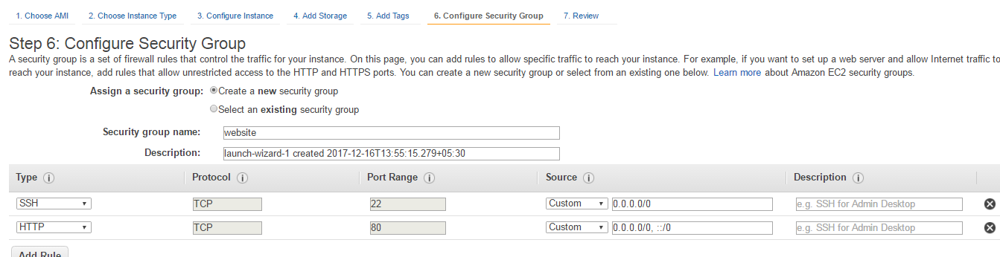 1. Choose AMI 2. Choose Instance Type 3. Configure Instance 4. Add Storage 5. Add Tags 6. Configure Security Group 7. Review
Step 6: Configure Security Group
A security group is a set of firewall rules that control the traffic for your instance. On this page, you can add rules to allow specific traffic to reach your instance. For example, if you want to set up a web server and allow Internet traffic to
reach your instance, add rules that allow unrestricted access to the HTTP and HTTPS ports. You can create a new security group or select from an existing one below. Learn more about Amazon EC2 security groups.
Assign a security group: Create a new security group
Select an existing security group
Security group name: website
Description: launch-wizard-1 created 2017-12-16T13:55:15.279+05:30
Type i Protocol i Port Range i Source i Description i
SSH TCP 22 Custom 0.0.0.0/0 e.g. SSH for Admin Desktop
HTTP TCP 80 Custom 0.0.0.0/0, ::/0 e.g. SSH for Admin Desktop
Add Rule